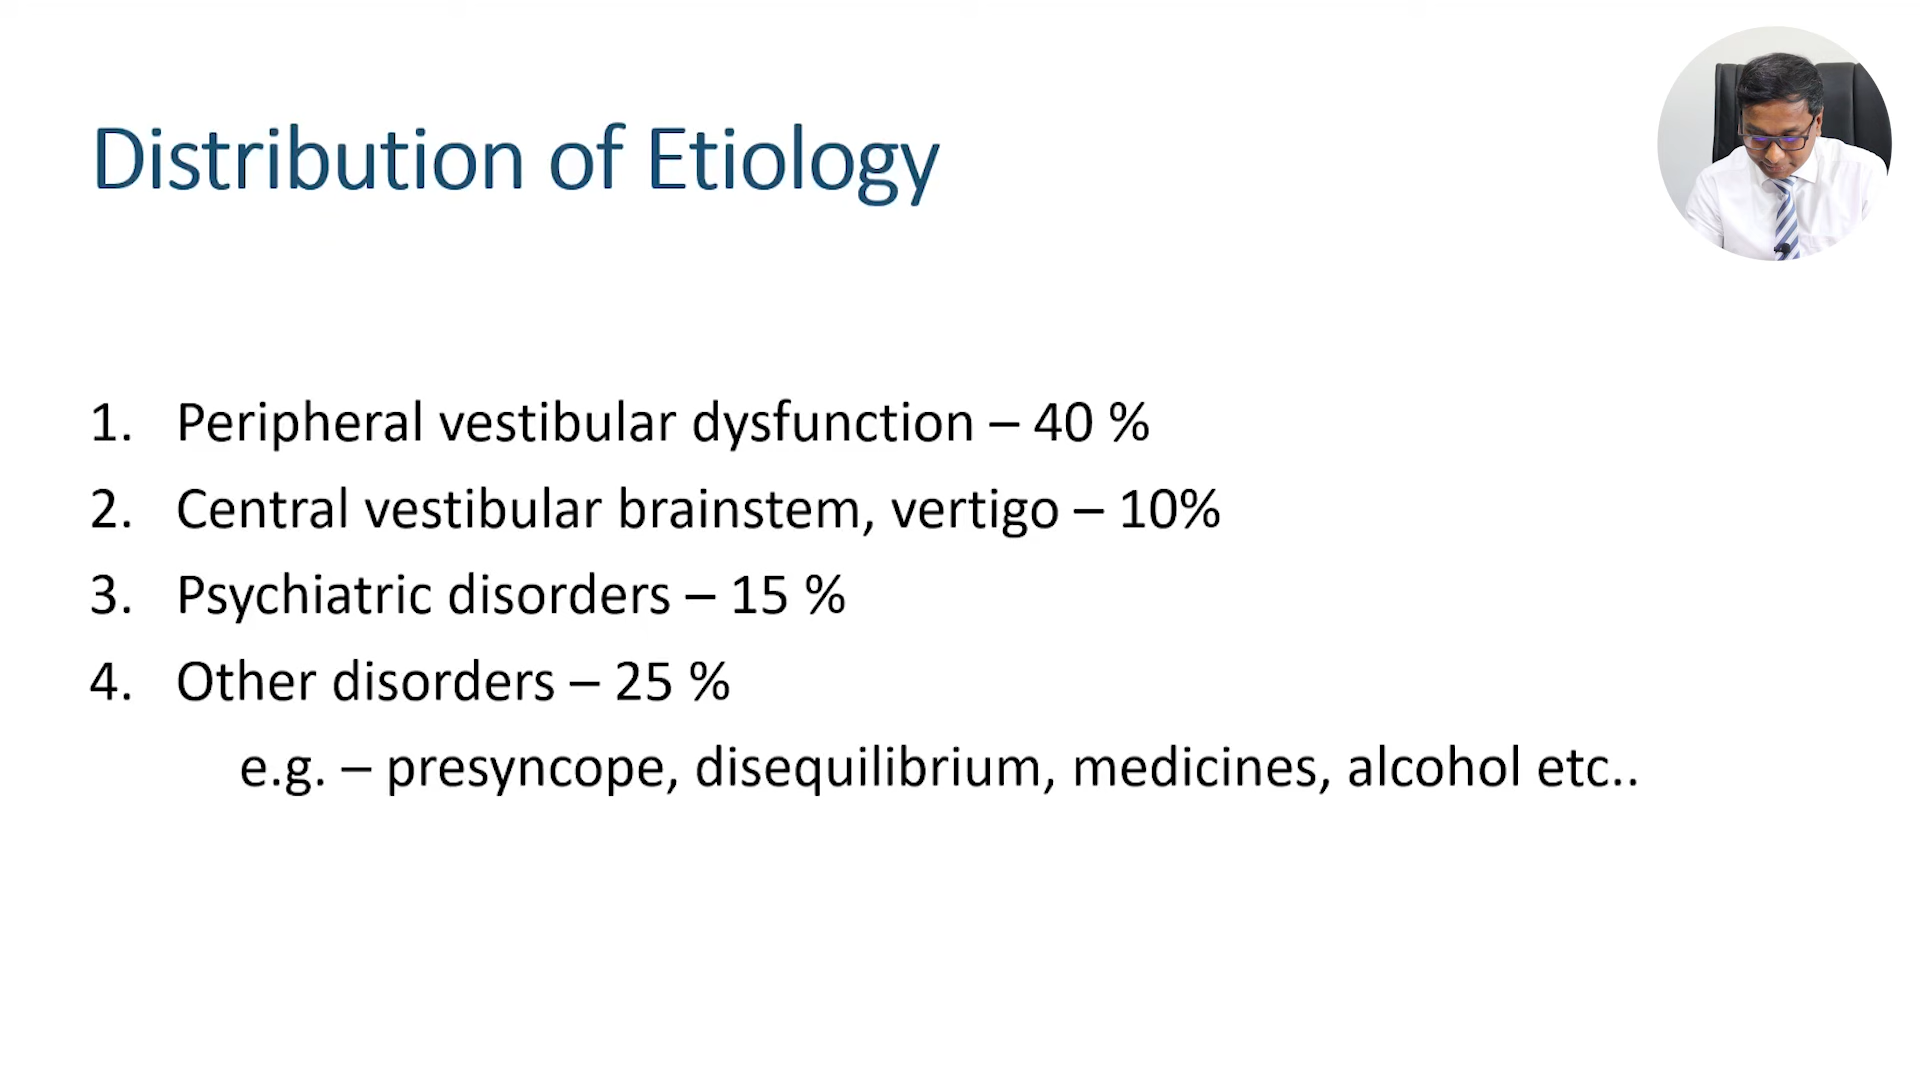 Distribution of Etiology
1. Peripheral vestibular dysfunction – 40 %
2. Central vestibular brainstem, vertigo – 10%
3. Psychiatric disorders – 15 %
4. Other disorders – 25 %
e.g. – presyncope, disequilibrium, medicines, alcohol etc..